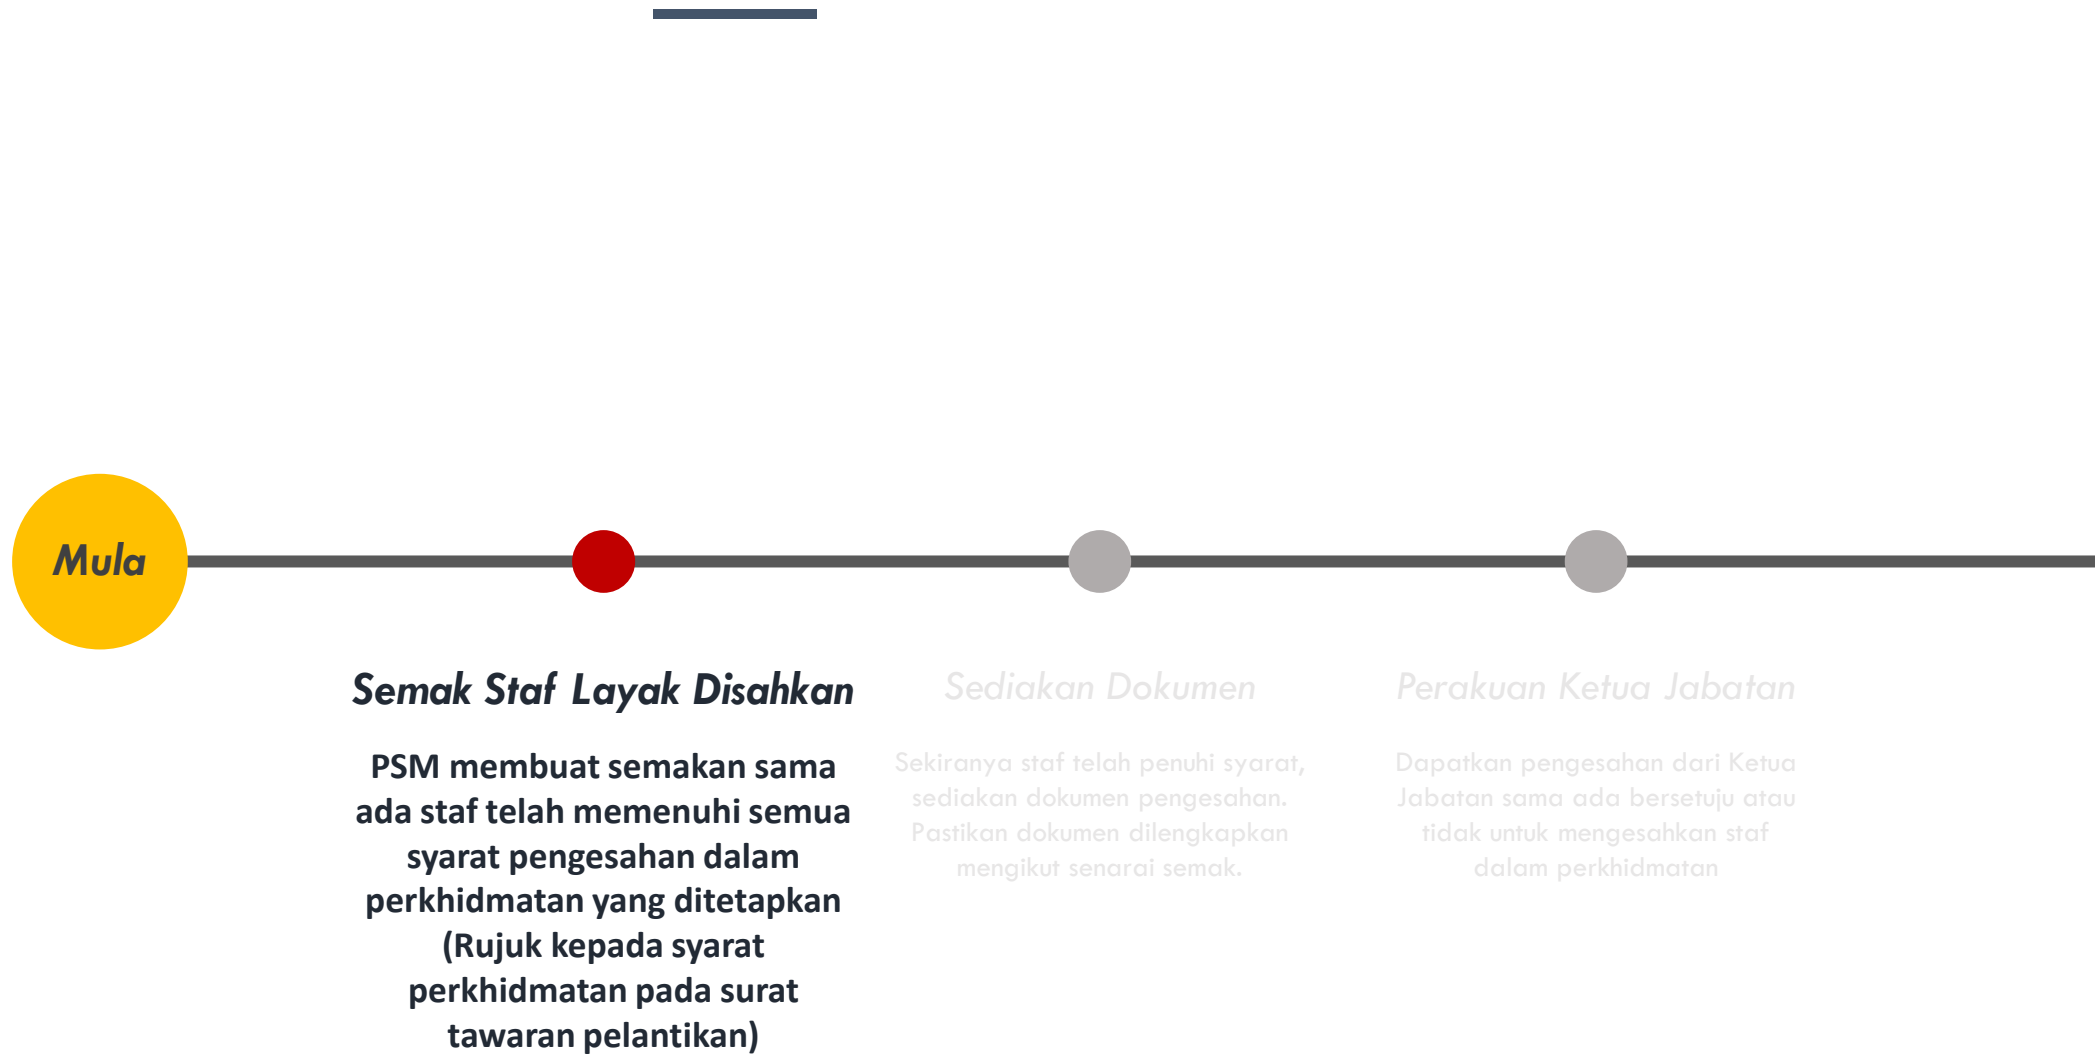 Mula
Semak Staf Layak Disahkan
PSM membuat semakan sama
ada staf telah memenuhi semua
syarat pengesahan dalam
perkhidmatan yang ditetapkan
(Rujuk kepada syarat
perkhidmatan pada surat
tawaran pelantikan)
Sediakan Dokumen
Sekiranya staf telah penuhi syarat,
sediakan dokumen pengesahan.
Pastikan dokumen dilengkapkan
mengikut senarai semak.
Perakuan Ketua Jabatan
Dapatkan pengesahan dari Ketua
Jabatan sama ada bersetuju atau
tidak untuk mengesahkan staf
dalam perkhidmatan